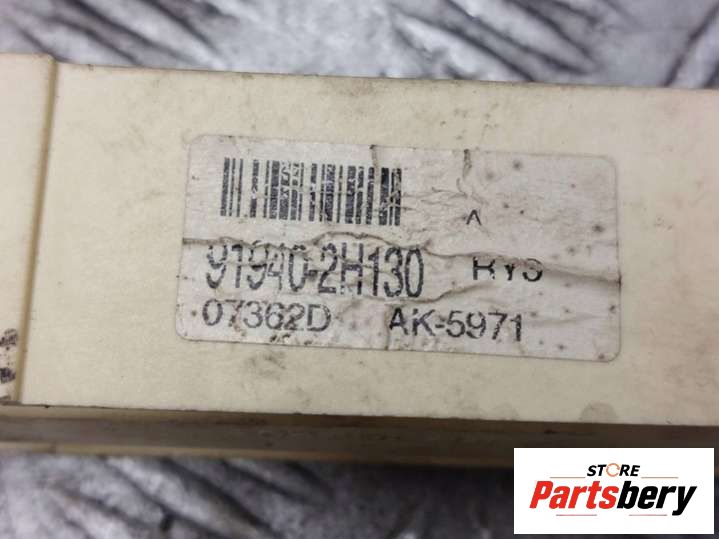 A
91940-2H130 RYS
07362D AK-5971
STORE
Partsbery